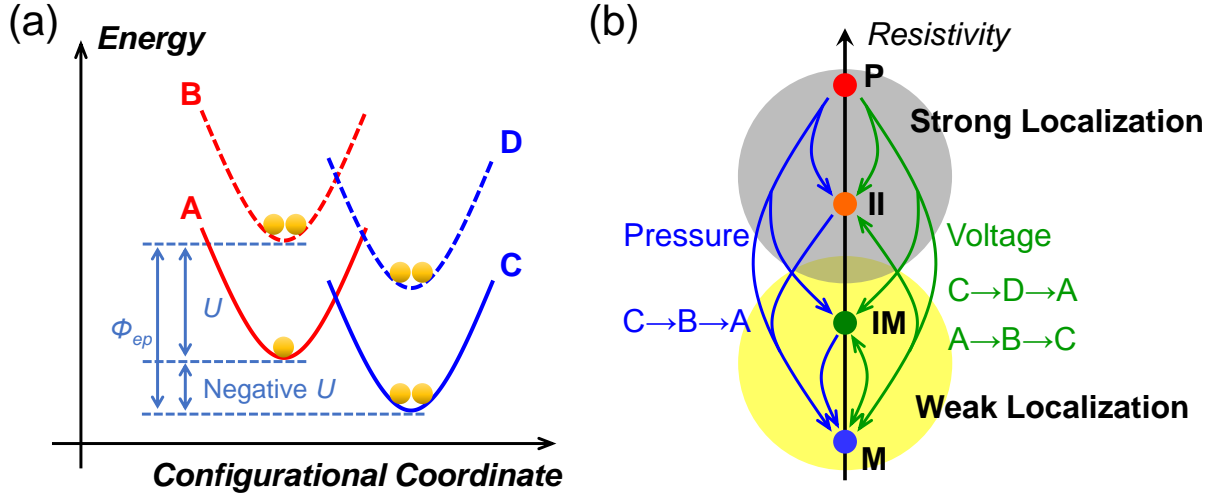 (a)
Energy
B
D
A
C
U
Φep
Negative U
Configurational Coordinate
(b)
Resistivity
P
Strong Localization
II
Pressure
Voltage
C→D→A
C→B→A
IM
A→B→C
Weak Localization
M